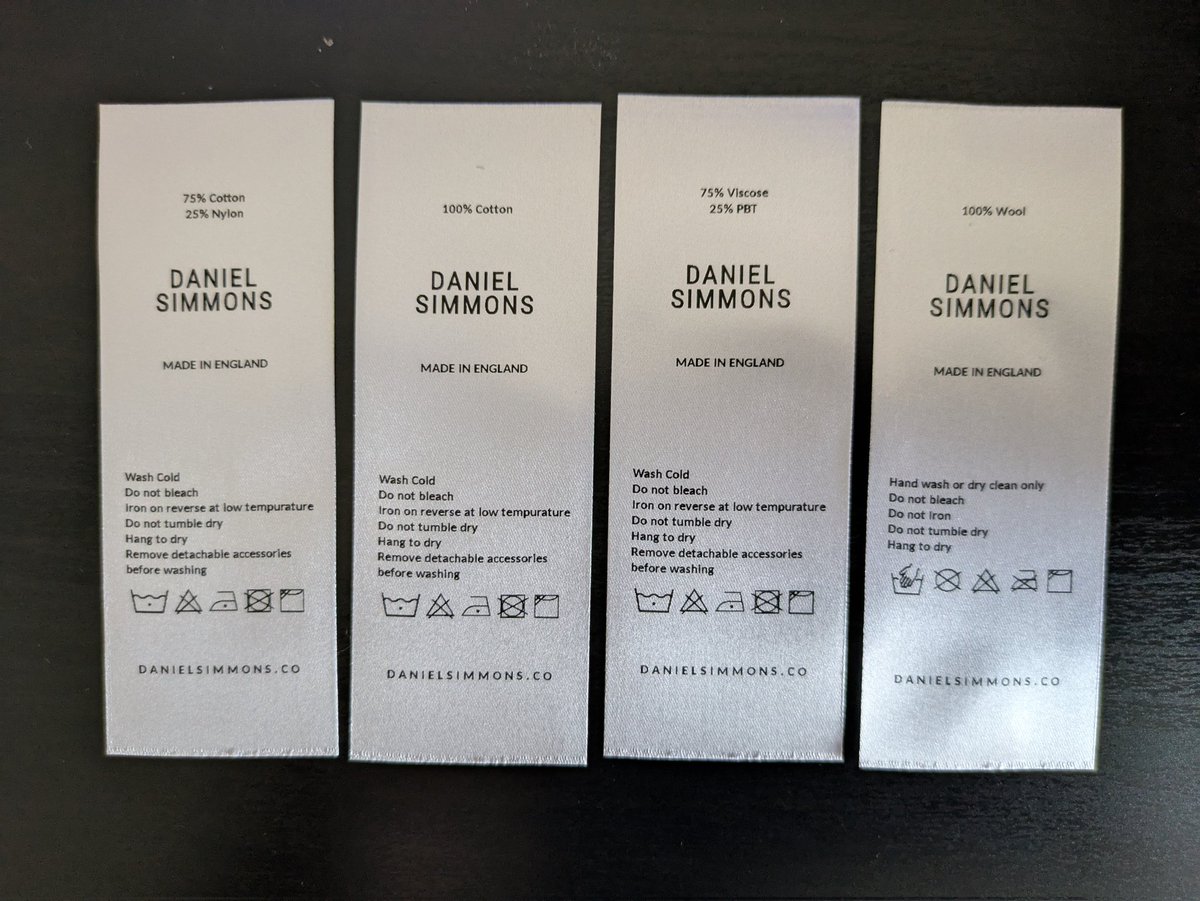 75% Cotton
25% Nylon
DANIEL
SIMMONS
MADE IN ENGLAND
Wash Cold
Do not bleach
Iron on reverse at low tempurature
Do not tumble dry
Hang to dry
Remove detachable accessories
before washing
DANIELSIMMONS.CO
100% Cotton
DANIEL
SIMMONS
MADE IN ENGLAND
Wash Cold
Do not bleach
Iron on reverse at low tempurature
Do not tumble dry
Hang to dry
Remove detachable accessories
before washing
DANIELSIMMONS.CO
75% Viscose
25% PBT
DANIEL
SIMMONS
MADE IN ENGLAND
Wash Cold
Do not bleach
Iron on reverse at low tempurature
Do not tumble dry
Hang to dry
Remove detachable accessories
before washing
DANIELSIMMONS.CO
100% Wool
DANIEL
SIMMONS
MADE IN ENGLAND
Hand wash or dry clean only
Do not bleach
Do not Iron
Do not tumble dry
Hang to dry
DANIELSIMMONS.CO